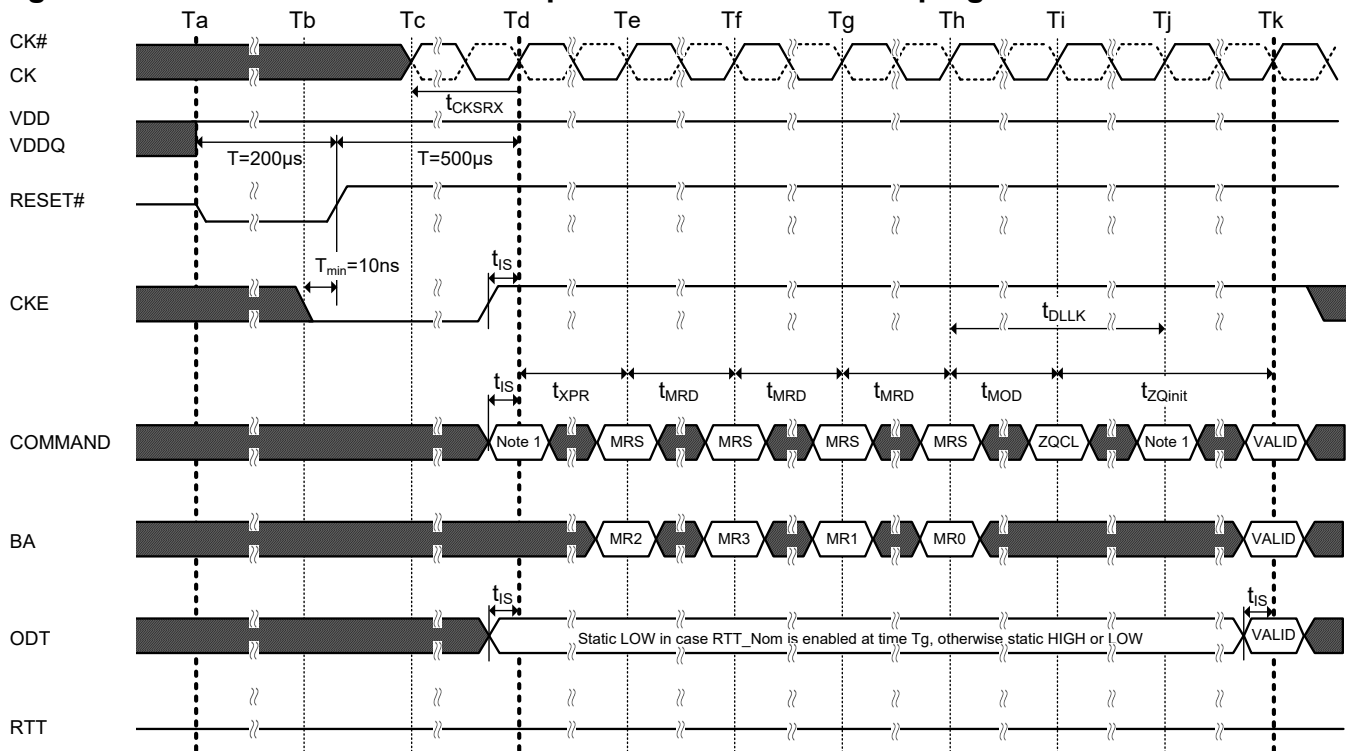 Ta Tb Tc Td Te Tf Tg Th Ti Tj Tk
CK#
CK
tCKSRX
VDD
VDDQ
T=200µs T=500µs
RESET#
Tmin=10ns tIS
CKE
tDLLK
tIS tXPR tMRD tMRD tMRD tMOD tZQinit
COMMAND Note 1 MRS MRS MRS MRS ZQCL Note 1 VALID
BA MR2 MR3 MR1 MR0 VALID
tIS tIS
ODT Static LOW in case RTT_Nom is enabled at time Tg, otherwise static HIGH or LOW VALID
RTT